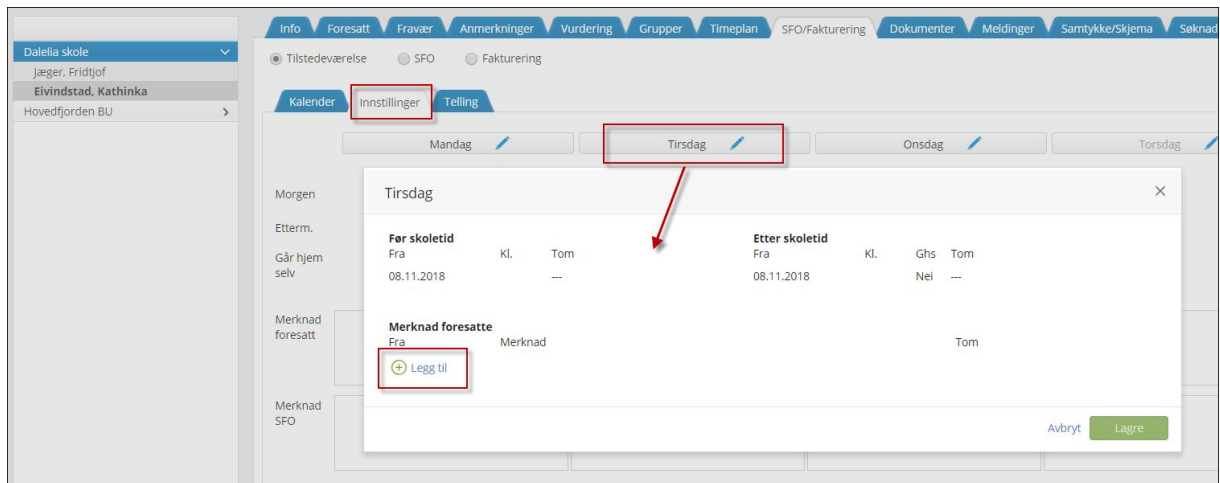 Info Foresatt Fravær Anmerkninger Vurdering Grupper Timeplan SFO/Fakturering Dokumenter Meldinger Samtykke/Skjema Søknad
Dalelia skole
Jæger, Fridtjof
Eivindstad, Kathinka
Hovedfjorden BU
Tilstedeværelse SFO Fakturering
Kalender Innstillinger Telling
Mandag Tirsdag Onsdag Torsdag
Morgen
Etterm.
Går hjem
selv
Merknad
foresatt
Merknad
SFO
Tirsdag
Før skoletid Etter skoletid
Fra Kl. Tom Fra Kl. Ghs Tom
08.11.2018 --- 08.11.2018 Nei ---
Merknad foresatte
Fra Merknad Tom
Legg til
Avbryt Lagre